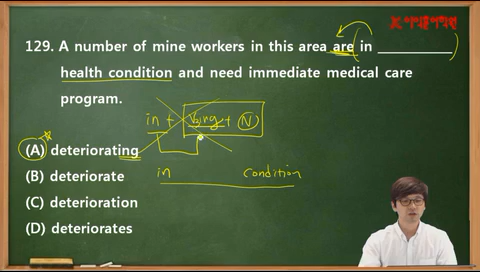 129. A number of mine workers in this area are in __________
health condition and need immediate medical care
program.
in + Ving + N
(A) deteriorating
(B) deteriorate
in condition
(C) deterioration
(D) deteriorates